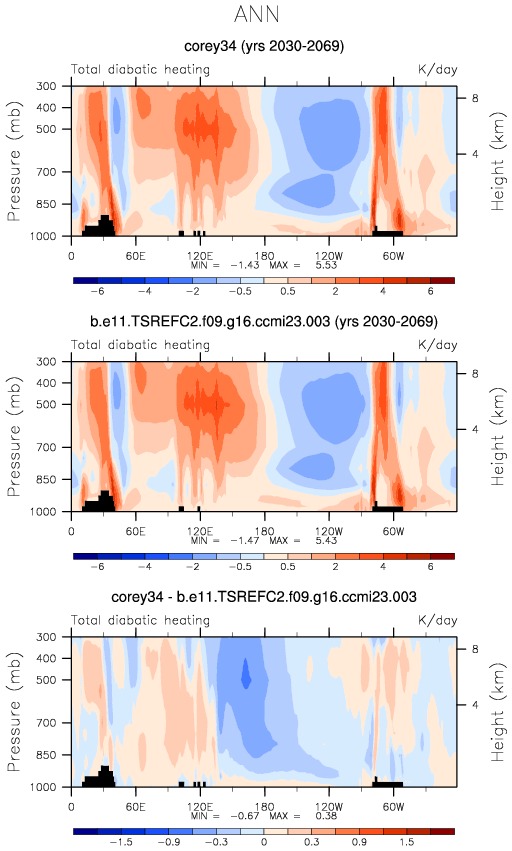 ANN
corey34 (yrs 2030-2069)
Total diabatic heating K/day
300
500
700
850
1000
Pressure (mb)
8
4
Height (km)
0 60E 120E 180 120W 60W
MIN = -1.43 MAX = 5.53
-6 -4 -2 -0.5 0.5 2 4 6
b.e11.TSREFC2.f09.g16.ccmi23.003 (yrs 2030-2069)
Total diabatic heating K/day
300
500
700
850
1000
Pressure (mb)
8
4
Height (km)
0 60E 120E 180 120W 60W
MIN = -1.47 MAX = 5.43
-6 -4 -2 -0.5 0.5 2 4 6
corey34 - b.e11.TSREFC2.f09.g16.ccmi23.003
Total diabatic heating K/day
300
500
700
850
1000
Pressure (mb)
8
4
Height (km)
0 60E 120E 180 120W 60W
MIN = -0.67 MAX = 0.38
-1.5 -0.9 -0.3 0 0.3 0.9 1.5